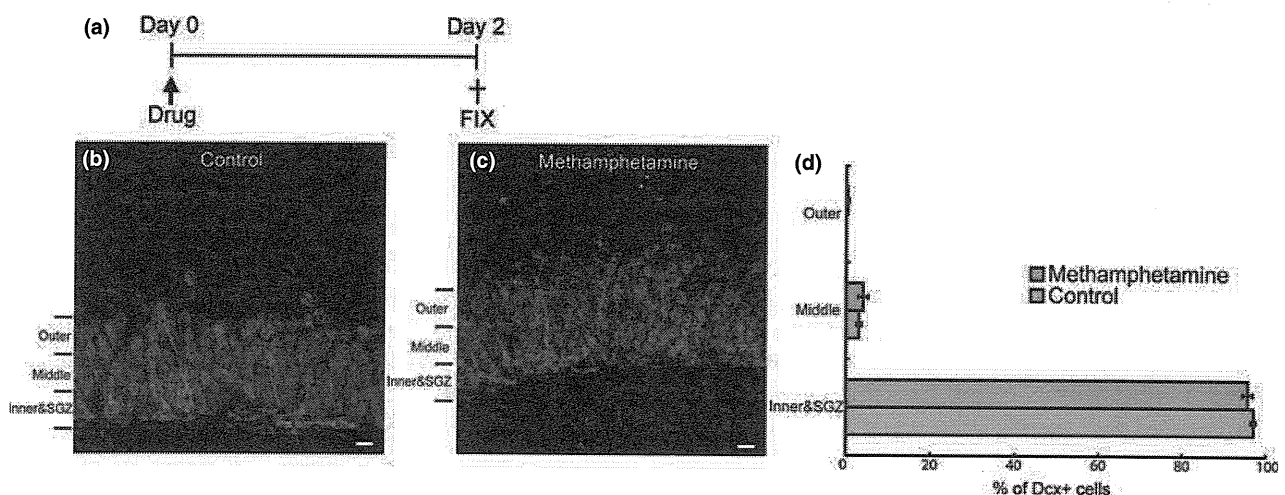 (a) Day 0 Day 2
Drug FIX
(b) Control
Outer
Middle
Inner&SGZ
(c) Methamphetamine
Outer
Middle
Inner&SGZ
(d)
Outer
Middle
Inner&SGZ
Methamphetamine
Control
0 20 40 60 80 100
% of Dcx+ cells